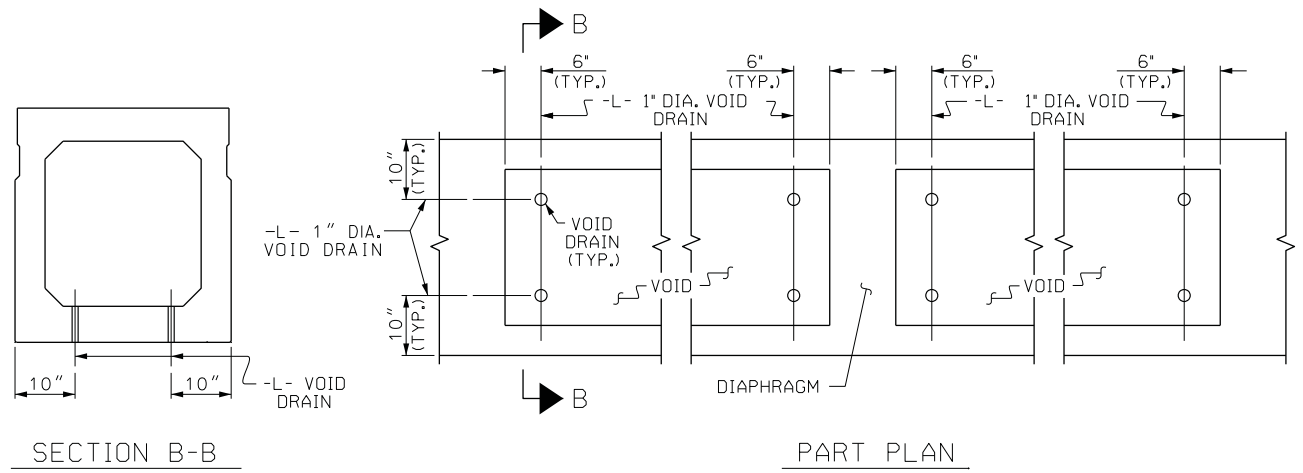 B
6"
(TYP.)
6"
(TYP.)
6"
(TYP.)
6"
(TYP.)
-L- 1" DIA. VOID
DRAIN
-L- 1" DIA. VOID
DRAIN
10"
(TYP.)
-L- 1" DIA.
VOID DRAIN
VOID
DRAIN
(TYP.)
VOID
VOID
10"
(TYP.)
10"
10"
-L- VOID
DRAIN
DIAPHRAGM
B
SECTION B-B
PART PLAN